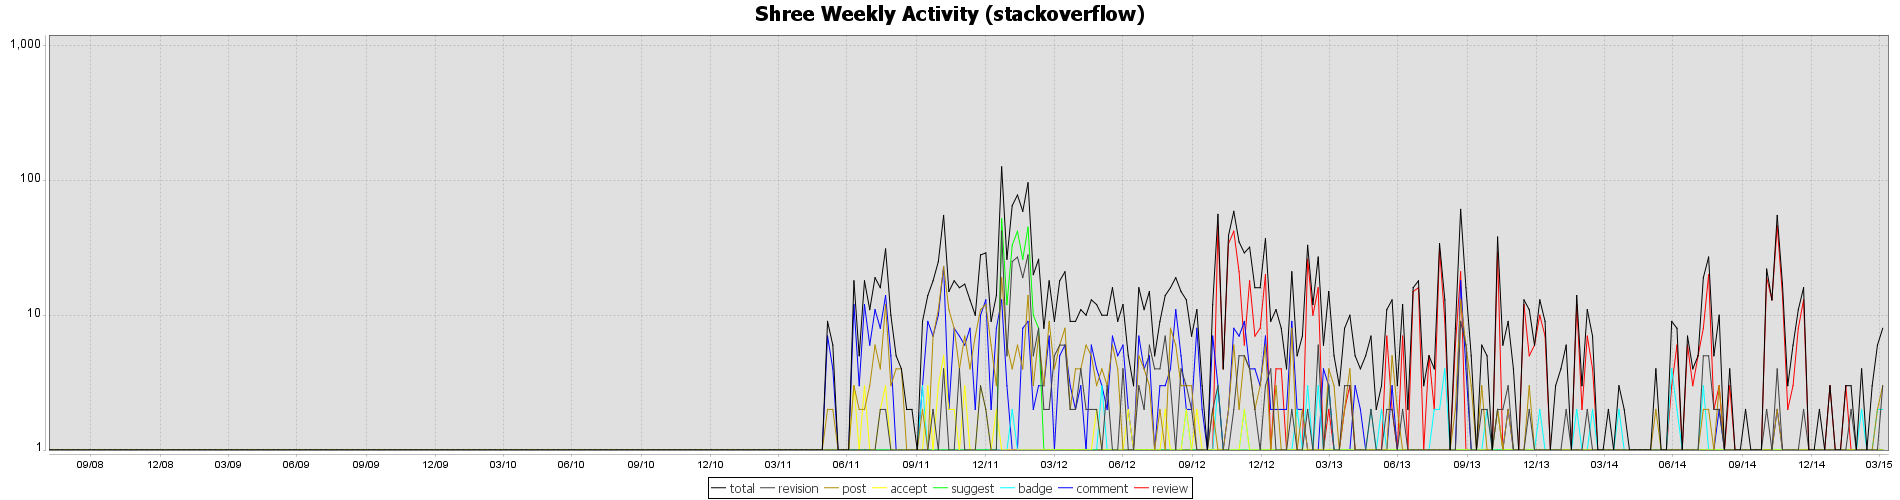 Shree Weekly Activity (stackoverflow)
1,000
100
10
1
09/08 12/08 03/09 06/09 09/09 12/09 03/10 06/10 09/10 12/10 03/11 06/11 09/11 12/11 03/12 06/12 09/12 12/12 03/13 06/13 09/13 12/13 03/14 06/14 09/14 12/14 03/15
total revision post accept suggest badge comment review